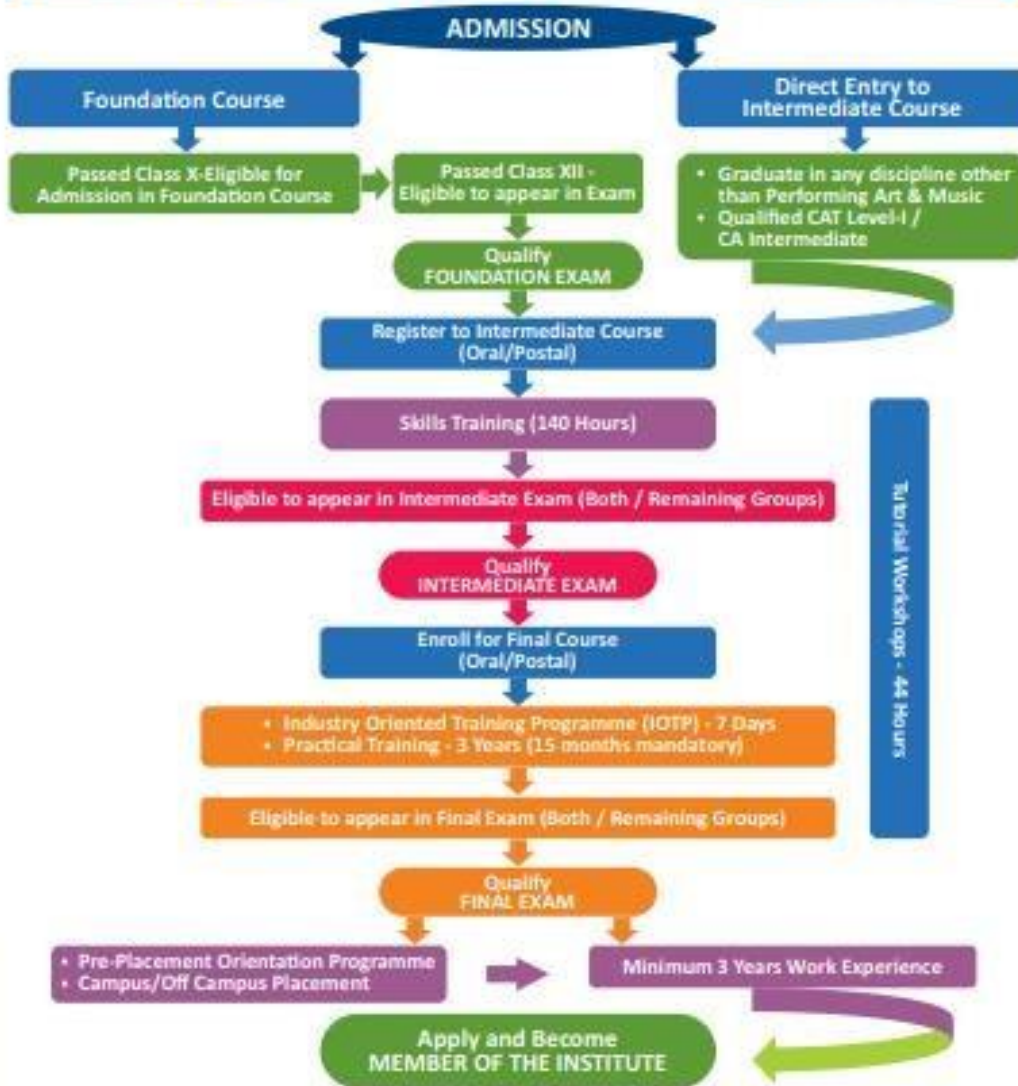 ADMISSION
Foundation Course
Direct Entry to
Intermediate Course
Passed Class X-Eligible for
Admission in Foundation Course
Passed Class XII -
Eligible to appear in Exam
• Graduate in any discipline other
than Performing Art & Music
• Qualified CAT Level-I /
CA Intermediate
Qualify
FOUNDATION EXAM
Register to Intermediate Course
(Oral/Postal)
Skills Training (140 Hours)
Eligible to appear in Intermediate Exam (Both / Remaining Groups)
Qualify
INTERMEDIATE EXAM
Enroll for Final Course
(Oral/Postal)
Tutorial Workshops - 44 Hours
• Industry Oriented Training Programme (IOTP) - 7 Days
• Practical Training - 3 Years (15 months mandatory)
Eligible to appear in Final Exam (Both / Remaining Groups)
Qualify
FINAL EXAM
• Pre-Placement Orientation Programme
• Campus/Off Campus Placement
Minimum 3 Years Work Experience
Apply and Become
MEMBER OF THE INSTITUTE